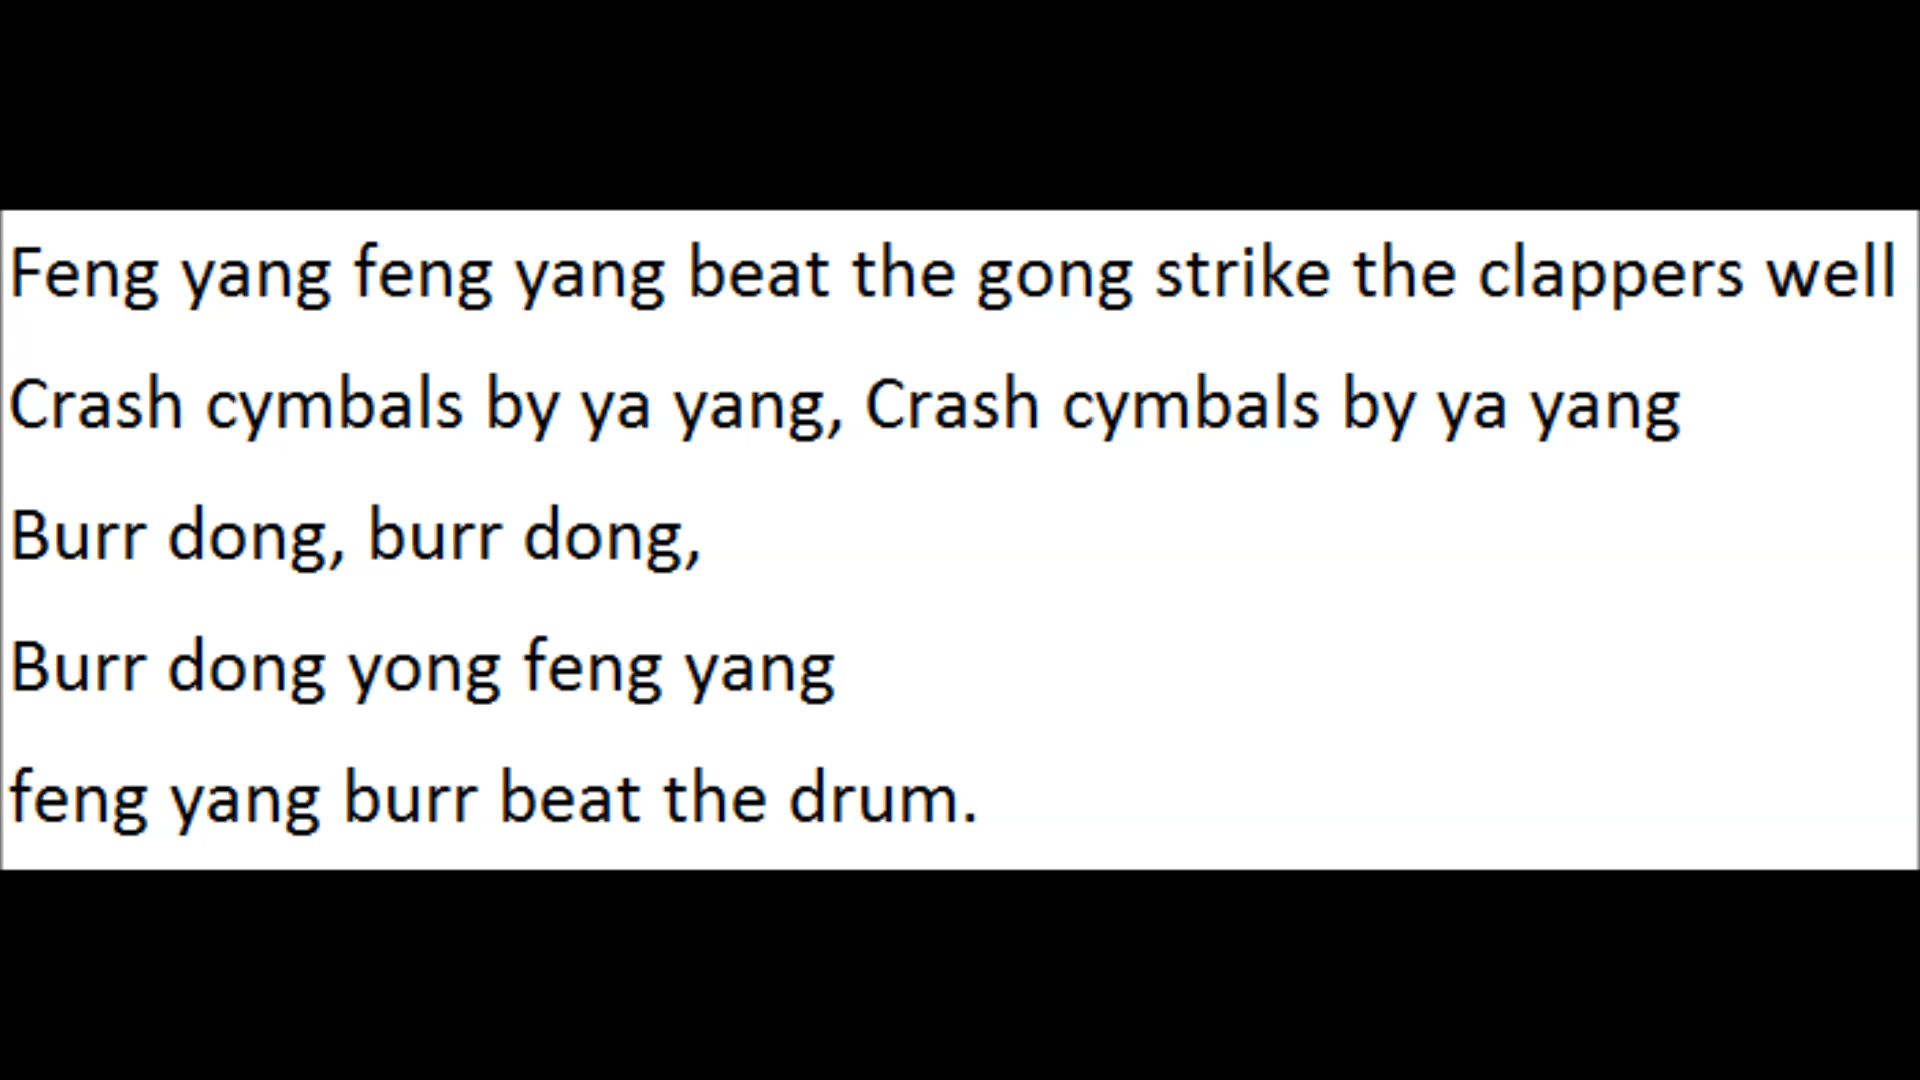 Feng yang feng yang beat the gong strike the clappers well
Crash cymbals by ya yang, Crash cymbals by ya yang
Burr dong, burr dong,
Burr dong yong feng yang
feng yang burr beat the drum.